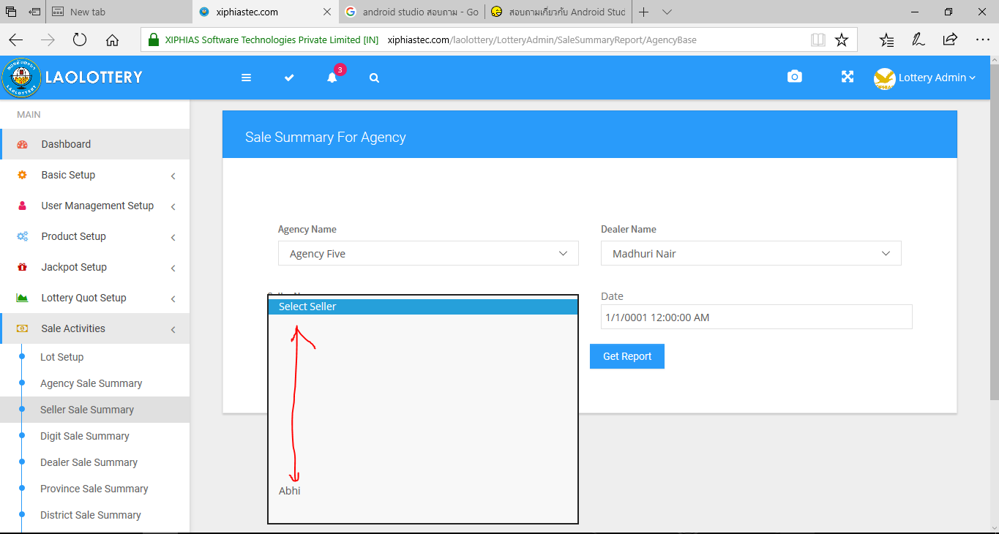 New tab
xiphiastec.com
android studio สอบถาม - Go
สอบถามเกี่ยวกับ Android Stud
XIPHIAS Software Technologies Private Limited [IN]
xiphiastec.com/laolottery/LotteryAdmin/SaleSummaryReport/AgencyBase
LAOLOTTERY
3
Lottery Admin
MAIN
Dashboard
Basic Setup
User Management Setup
Product Setup
Jackpot Setup
Lottery Quot Setup
Sale Activities
Lot Setup
Agency Sale Summary
Seller Sale Summary
Digit Sale Summary
Dealer Sale Summary
Province Sale Summary
District Sale Summary
Sale Summary For Agency
Agency Name
Agency Five
Dealer Name
Madhuri Nair
Select Seller
Abhi
Date
1/1/0001 12:00:00 AM
Get Report